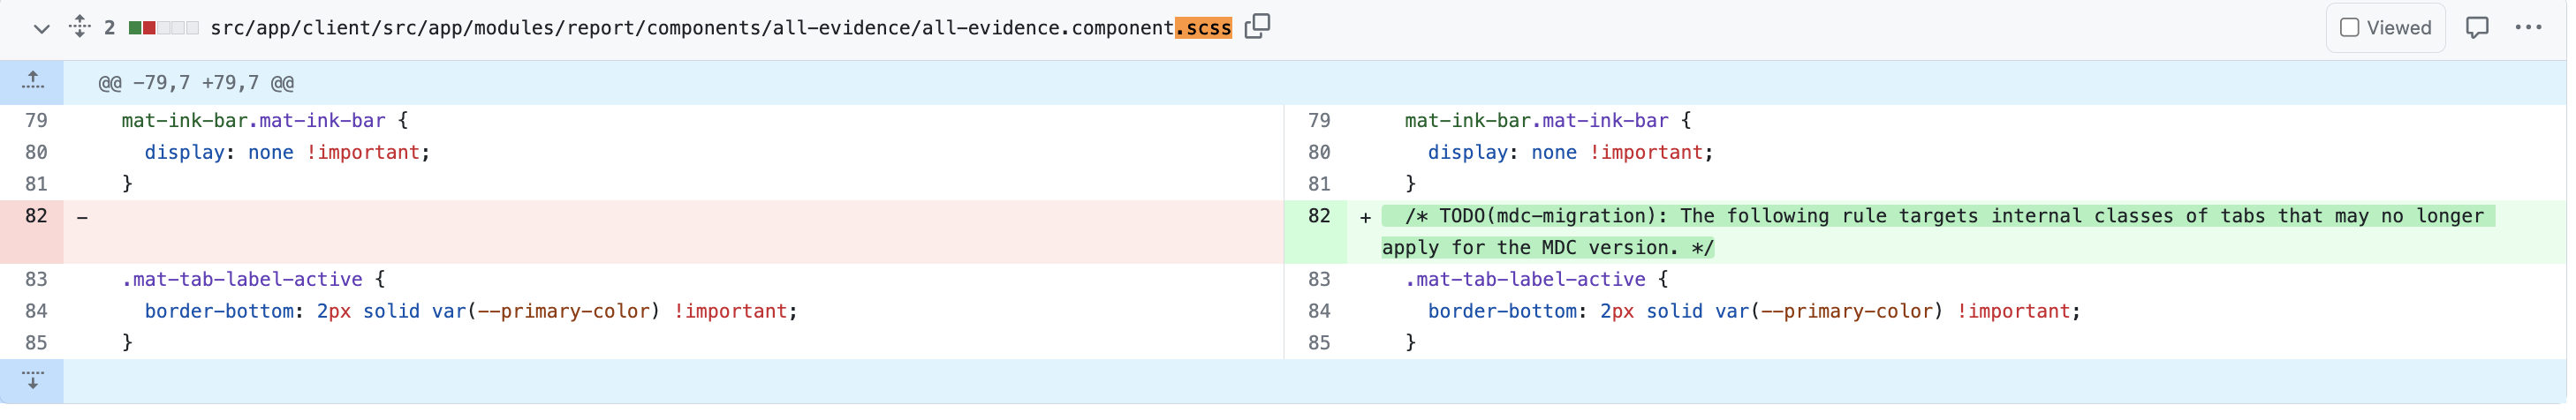 2 src/app/client/src/app/modules/report/components/all-evidence/all-evidence.component.scss Viewed
@@ -79,7 +79,7 @@
79 mat-ink-bar.mat-ink-bar {
80 display: none !important;
81 }
82 -
83 .mat-tab-label-active {
84 border-bottom: 2px solid var(--primary-color) !important;
85 }
79 mat-ink-bar.mat-ink-bar {
80 display: none !important;
81 }
82 + /* TODO(mdc-migration): The following rule targets internal classes of tabs that may no longer
apply for the MDC version. */
83 .mat-tab-label-active {
84 border-bottom: 2px solid var(--primary-color) !important;
85 }